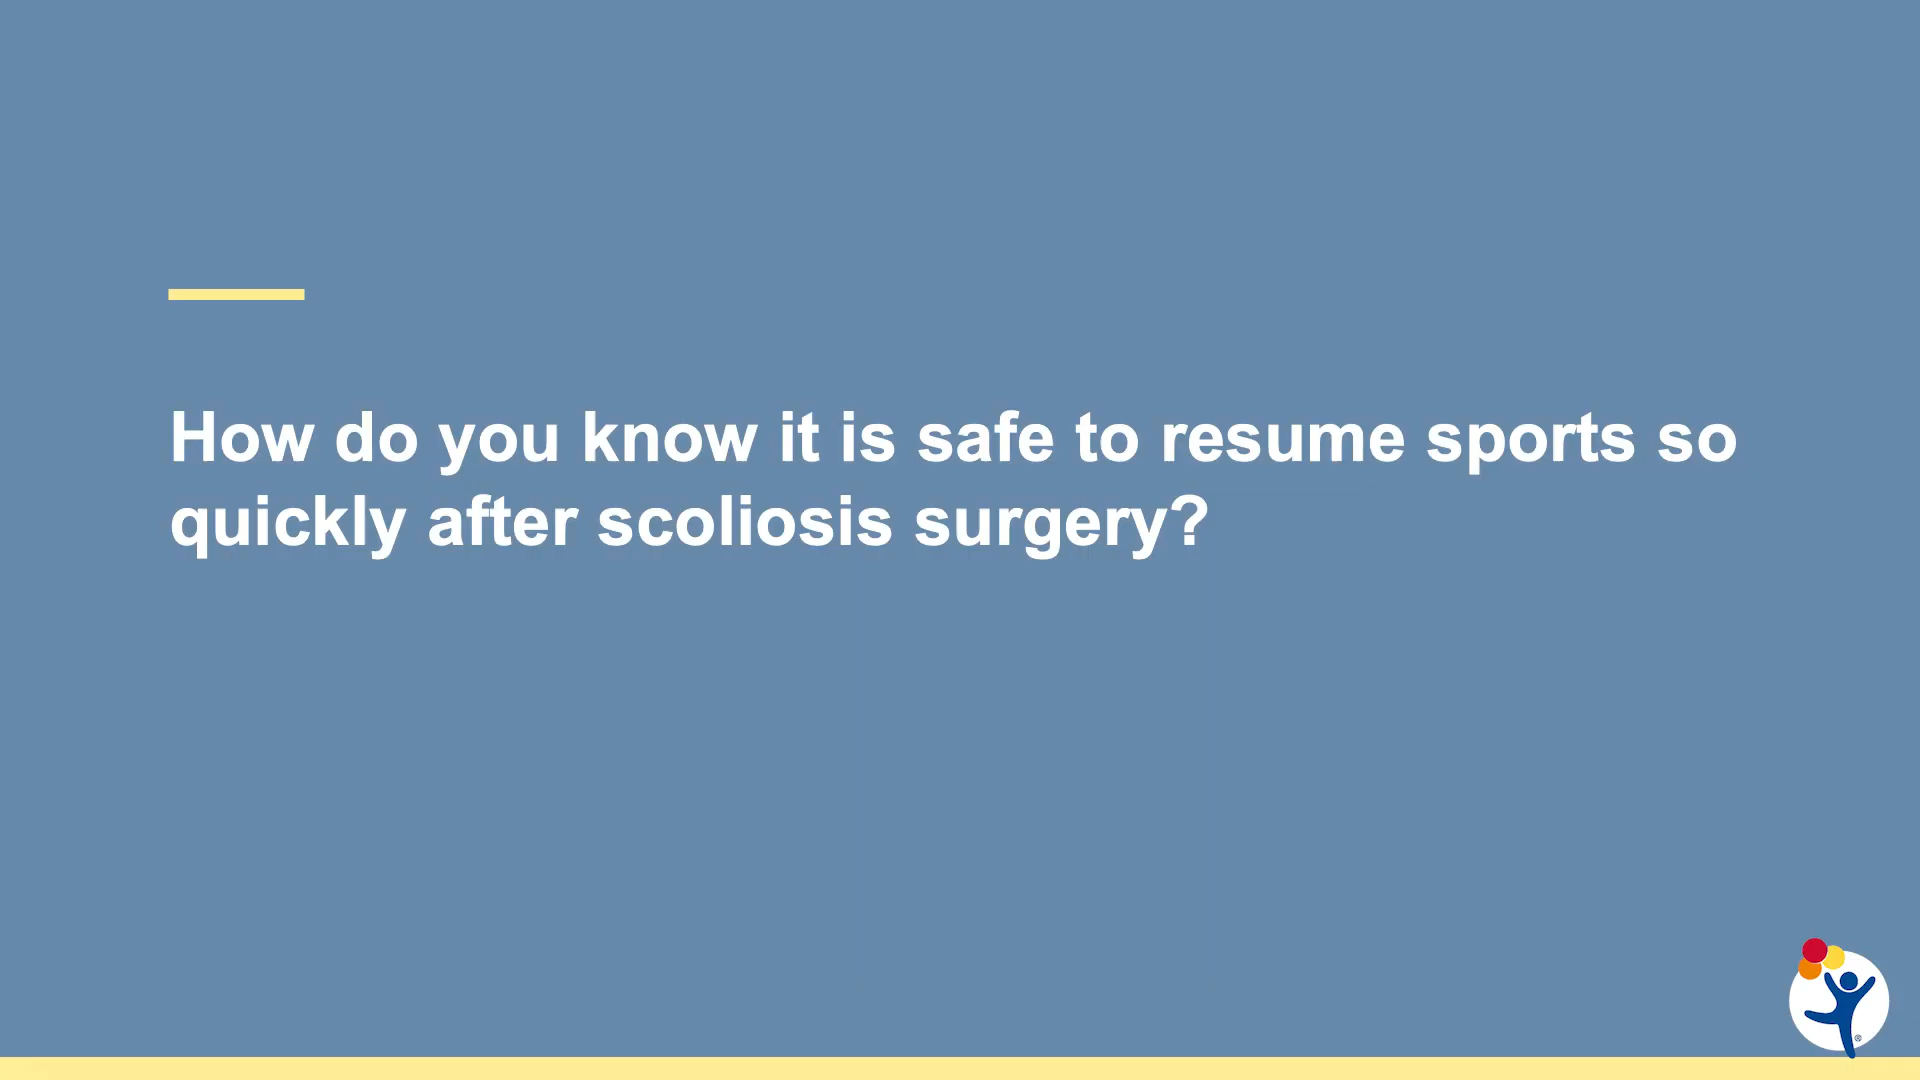 How do you know it is safe to resume sports so
quickly after scoliosis surgery?
®